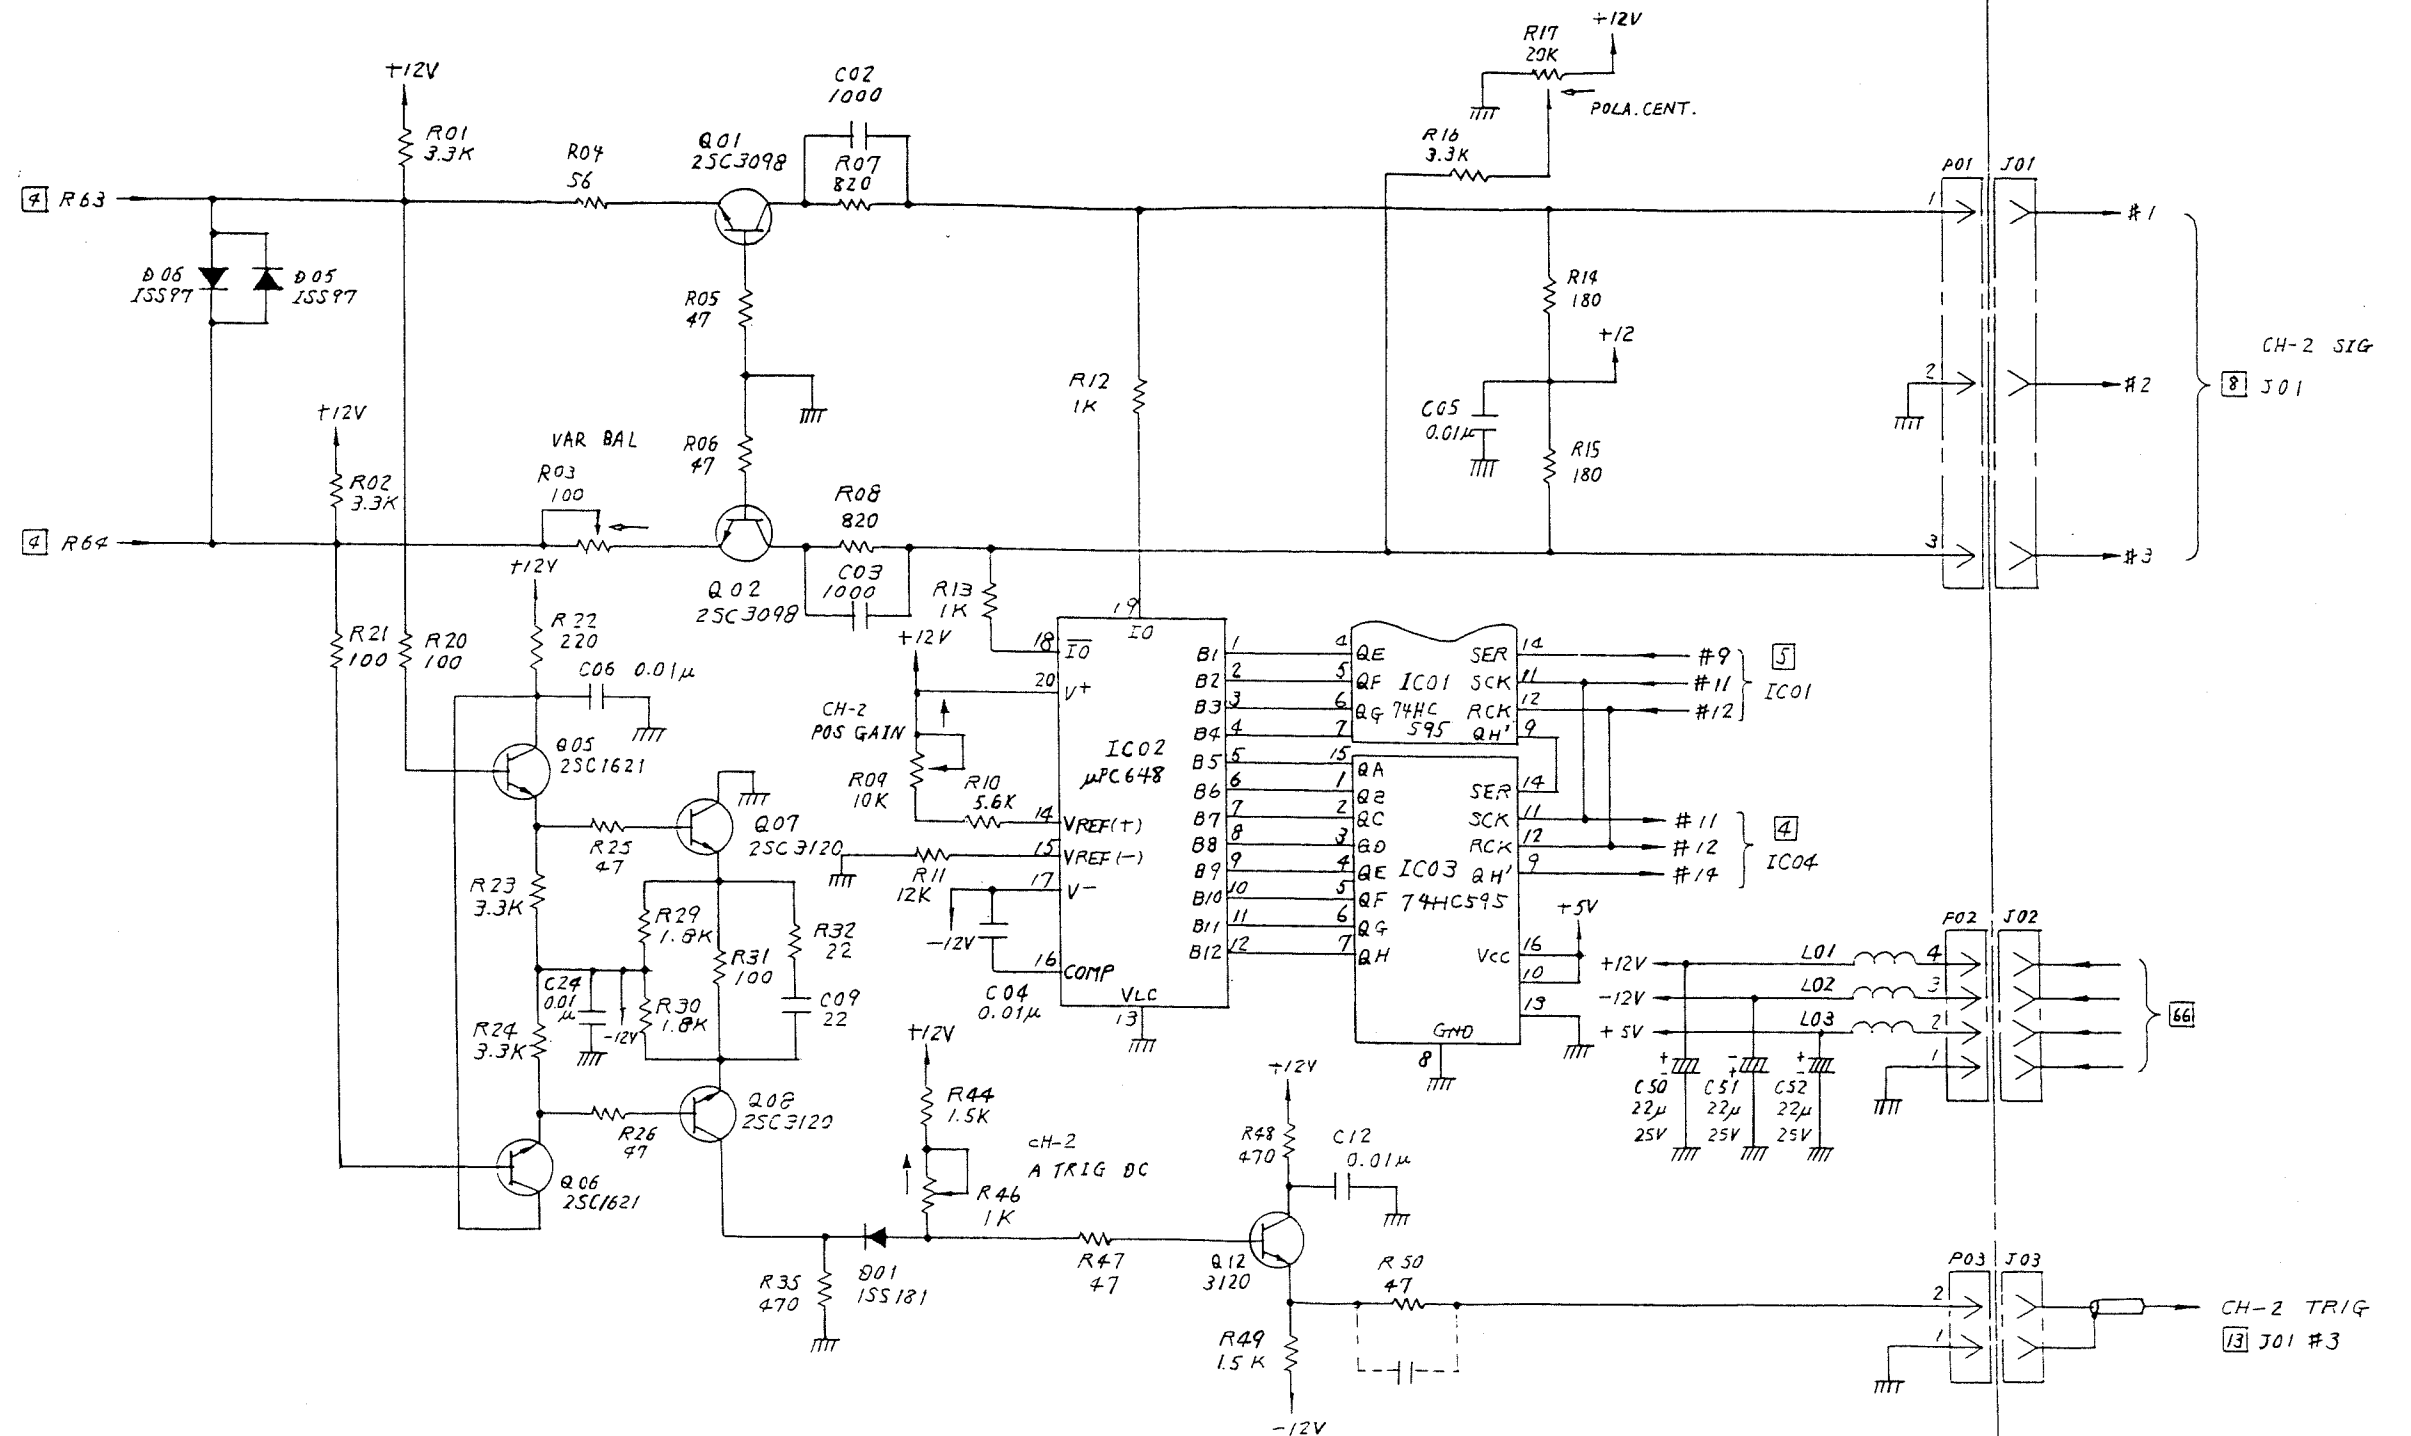 +12V
R17
20K
POLA. CENT.
R16
3.3K
+12V
R01
3.3K
C02
1000
R04
56
Q01
2SC3098
R07
820
P01 J01
4 R63
1
#1
D06
1SS97
D05
1SS97
R05
47
R14
180
+12
CH-2 SIG
R12
1K
2
#2
8 J01
C05
0.01μ
+12V
VAR BAL
R06
47
R15
180
R02
3.3K
R03
100
R08
820
4 R64
3
#3
+12V
Q02
2SC3098
C03
1000
R13
1K
R21
100
R20
100
R22
220
C06 0.01μ
+12V
19
IO
18 IO
20 V+
CH-2
POS GAIN
R09
10K
R10
5.6K
14 VREF(+)
15 VREF(-)
R11
12K
17 V-
-12V
16 COMP
C04
0.01μ
VLC
13
IC02
μPC648
B1 1 4 QE
B2 2 5 QF
B3 3 6 QG
B4 4 7
B5 5 15 QA
B6 6 1 QB
B7 7 2 QC
B8 8 3 QD
B9 9 4 QE
B10 10 5 QF
B11 11 6 QG
B12 12 7 QH
IC01
74HC
595
SER 14 #9
SCK 11 #11
RCK 12 #12
QH' 9
5
IC01
IC03
74HC595
SER 14
SCK 11 #11
RCK 12 #12
QH' 9 #14
4
IC04
+5V
Vcc 16
10
13
GND
8
Q05
2SC1621
Q07
2SC3120
R25
47
R23
3.3K
R29
1.8K
R31
100
R32
22
C24
0.01
μ
-12V
R30
1.8K
C09
22
R24
3.3K
Q08
2SC3120
R26
47
Q06
2SC1621
+12V
R44
1.5K
CH-2
A TRIG DC
R46
1K
R35
470
D01
1SS181
R47
47
+12V
R48
470
C12
0.01μ
Q12
3120
R50
47
R49
1.5K
-12V
P02 J02
+12V L01 4
-12V L02 3
+5V L03 2
1
66
+ - - + + -
C50
22μ
25V
C51
22μ
25V
C52
22μ
25V
P03 J03
2
1
CH-2 TRIG
13 J01 #3